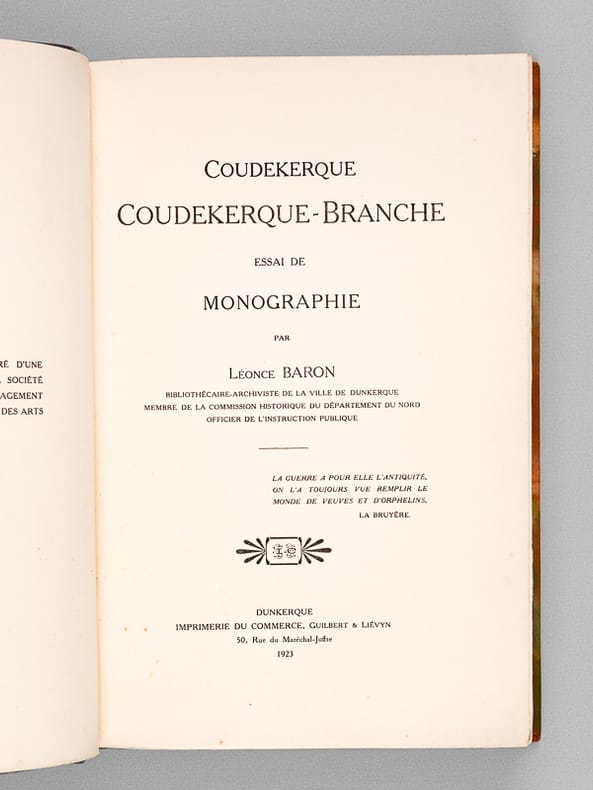 RÉ D'UNE
SOCIÉTÉ
AGEMENT
DES ARTS
COUDEKERQUE
COUDEKERQUE-BRANCHE
ESSAI DE
MONOGRAPHIE
PAR
LÉONCE BARON
BIBLIOTHÉCAIRE-ARCHIVISTE DE LA VILLE DE DUNKERQUE
MEMBRE DE LA COMMISSION HISTORIQUE DU DÉPARTEMENT DU NORD
OFFICIER DE L'INSTRUCTION PUBLIQUE
LA GUERRE A POUR ELLE L'ANTIQUITÉ,
ON L'A TOUJOURS VUE REMPLIR LE
MONDE DE VEUVES ET D'ORPHELINS.
LA BRUYÈRE.
DUNKERQUE
IMPRIMERIE DU COMMERCE, GUILBERT & LIÉVYN
50, Rue du Maréchal-Joffre
1923